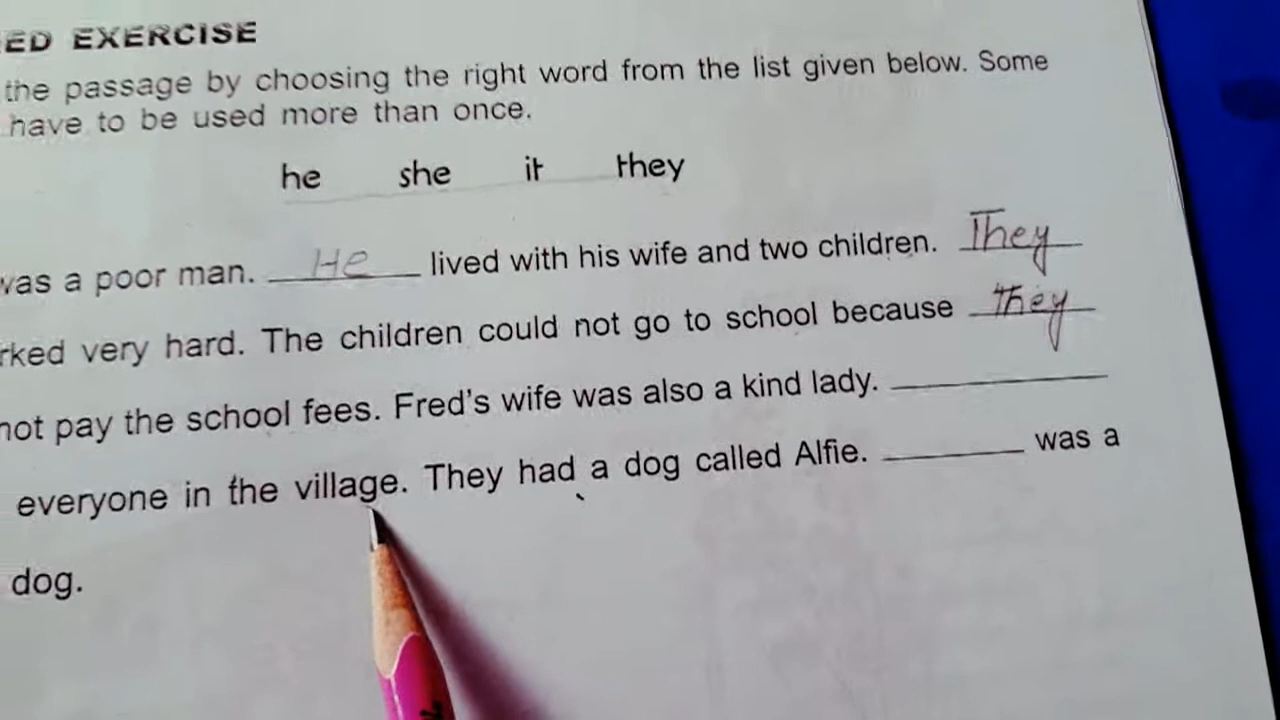 ED EXERCISE
the passage by choosing the right word from the list given below. Some
have to be used more than once.
he she it they
was a poor man. He lived with his wife and two children. They
rked very hard. The children could not go to school because they
not pay the school fees. Fred's wife was also a kind lady.
everyone in the village. They had a dog called Alfie. was a
dog.